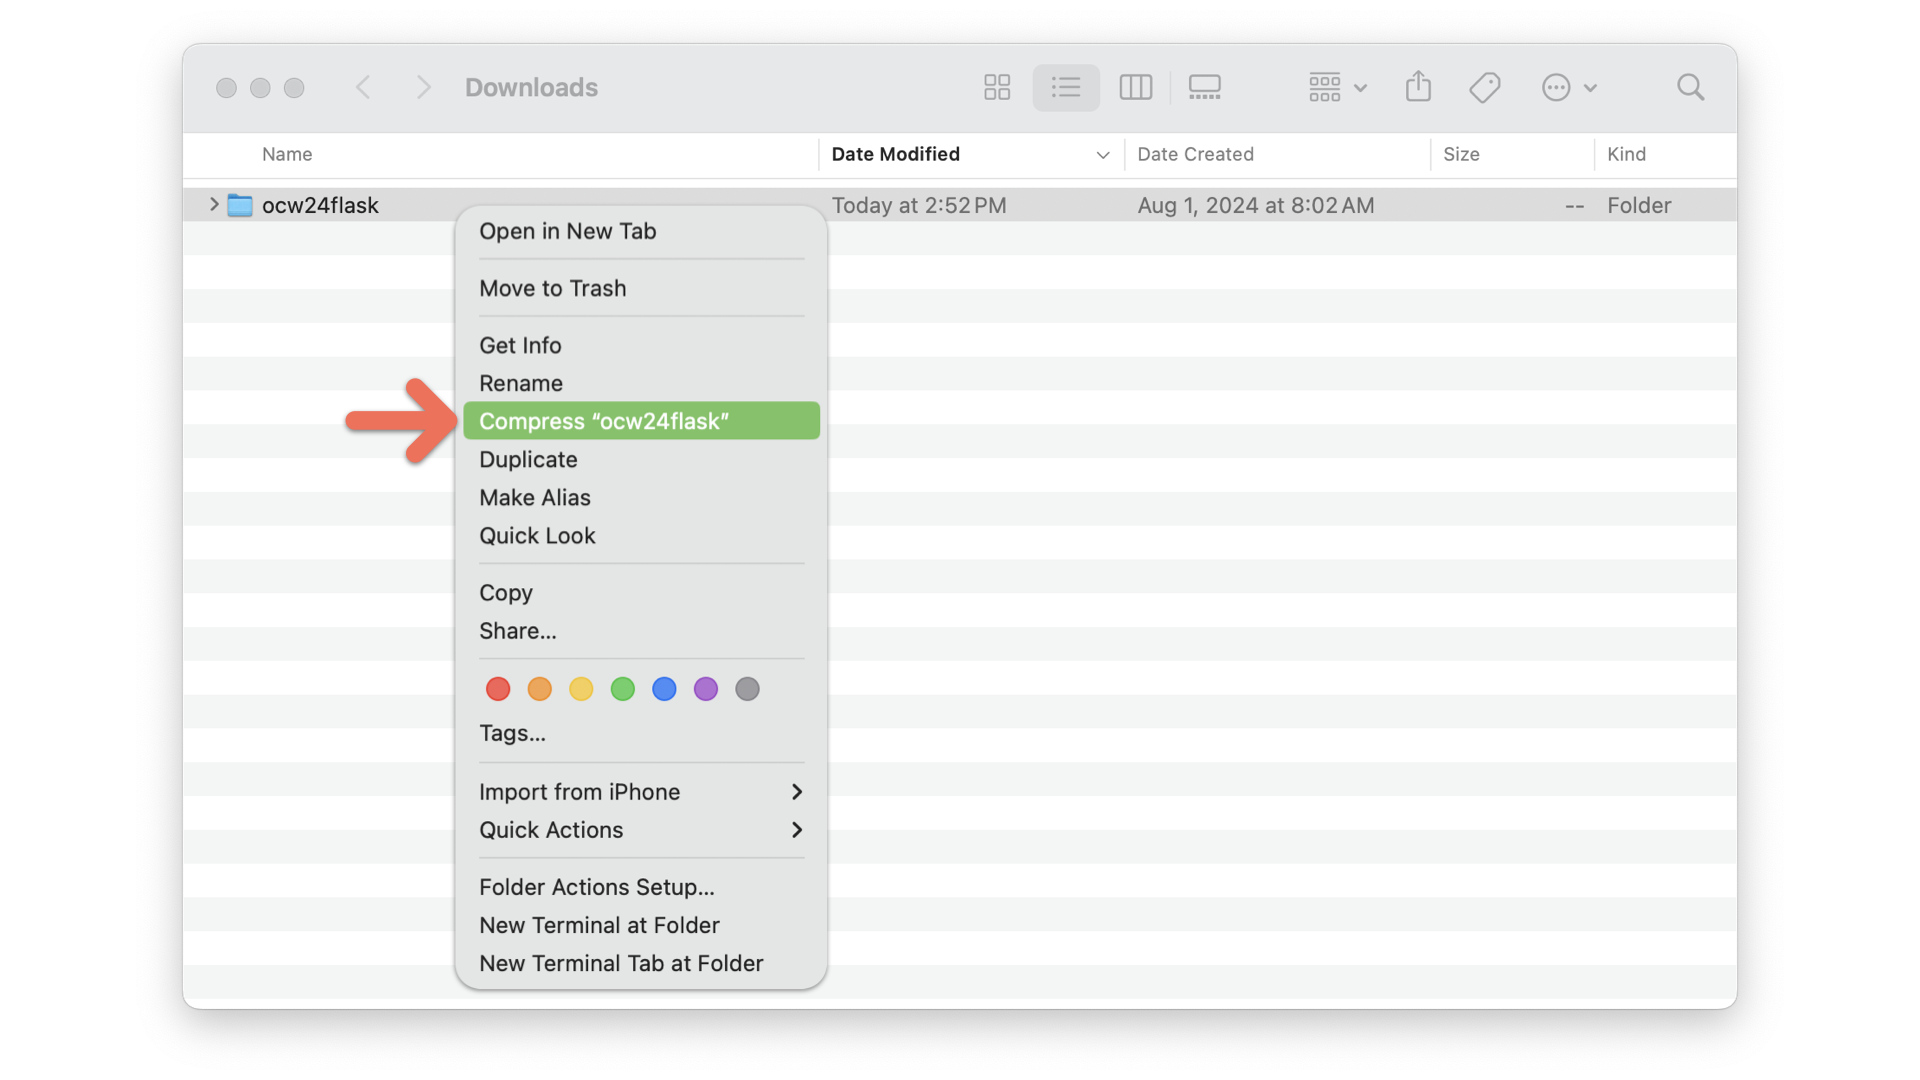 Downloads
Name Date Modified Date Created Size Kind
ocw24flask Today at 2:52 PM Aug 1, 2024 at 8:02 AM -- Folder
Open in New Tab
Move to Trash
Get Info
Rename
Compress “ocw24flask”
Duplicate
Make Alias
Quick Look
Copy
Share...
Tags...
Import from iPhone
Quick Actions
Folder Actions Setup...
New Terminal at Folder
New Terminal Tab at Folder